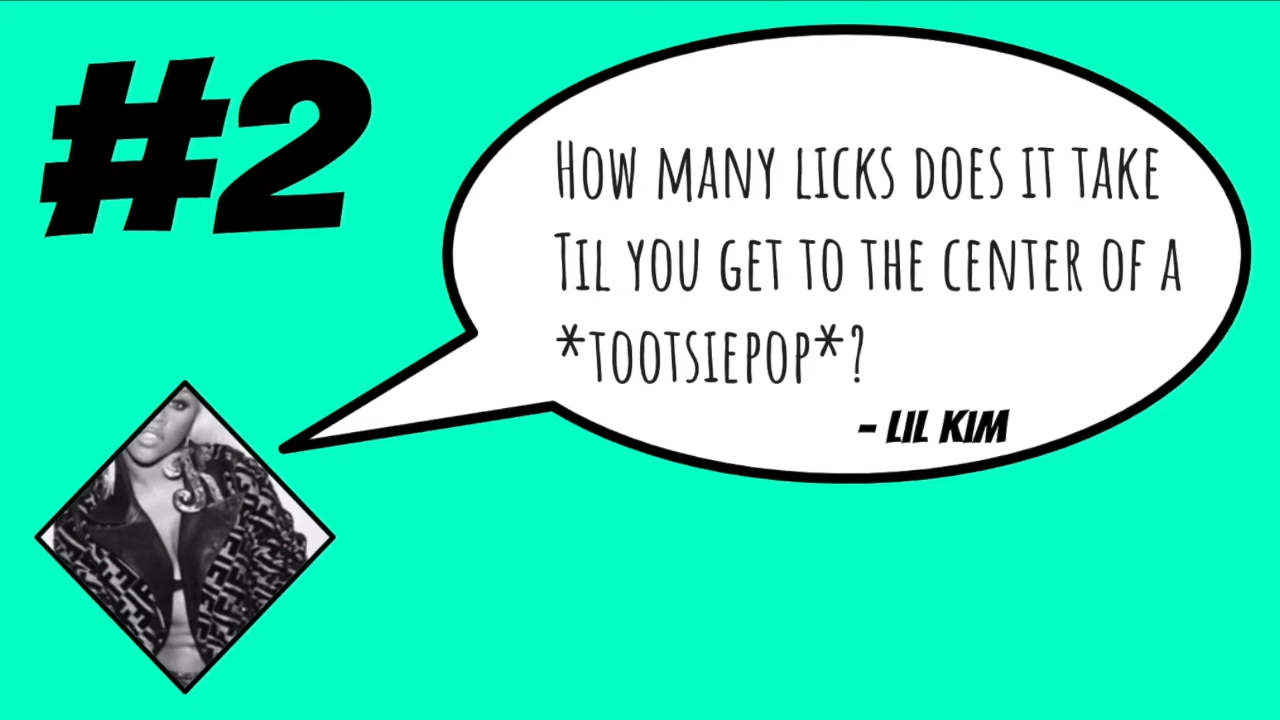 #2
How many licks does it take
Til you get to the center of a
*tootsiepop*?
- LIL KIM